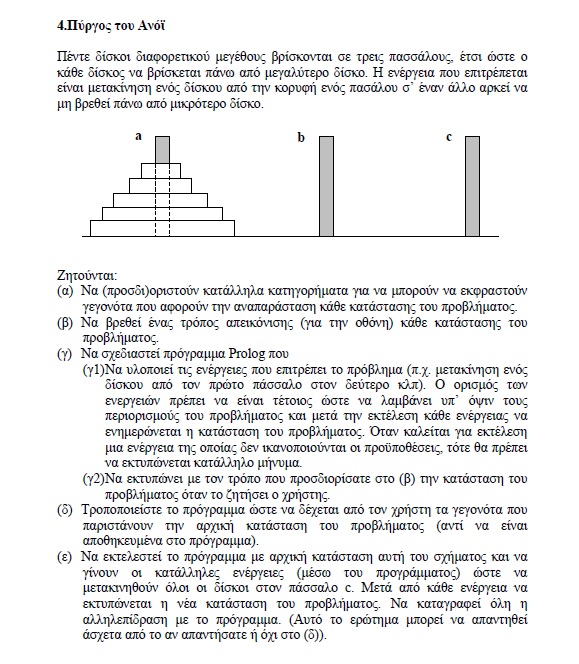 4.Πύργος του Ανόϊ
Πέντε δίσκοι διαφορετικού μεγέθους βρίσκονται σε τρεις πασσάλους, έτσι ώστε ο
κάθε δίσκος να βρίσκεται πάνω από μεγαλύτερο δίσκο. Η ενέργεια που επιτρέπεται
είναι μετακίνηση ενός δίσκου από την κορυφή ενός πασάλου σ' έναν άλλο αρκεί να
μη βρεθεί πάνω από μικρότερο δίσκο.
a b c
Ζητούνται:
(α) Να (προσδι)οριστούν κατάλληλα κατηγορήματα για να μπορούν να εκφραστούν
γεγονότα που αφορούν την αναπαράσταση κάθε κατάστασης του προβλήματος.
(β) Να βρεθεί ένας τρόπος απεικόνισης (για την οθόνη) κάθε κατάστασης του
προβλήματος.
(γ) Να σχεδιαστεί πρόγραμμα Prolog που
(γ1)Να υλοποιεί τις ενέργειες που επιτρέπει το πρόβλημα (π.χ. μετακίνηση ενός
δίσκου από τον πρώτο πάσσαλο στον δεύτερο κλπ). Ο ορισμός των
ενεργειών πρέπει να είναι τέτοιος ώστε να λαμβάνει υπ' όψιν τους
περιορισμούς του προβλήματος και μετά την εκτέλεση κάθε ενέργειας να
ενημερώνεται η κατάσταση του προβλήματος. Όταν καλείται για εκτέλεση
μια ενέργεια της οποίας δεν ικανοποιούνται οι προϋποθέσεις, τότε θα πρέπει
να εκτυπώνεται κατάλληλο μήνυμα.
(γ2)Να εκτυπώνει με τον τρόπο που προσδιορίσατε στο (β) την κατάσταση του
προβλήματος όταν το ζητήσει ο χρήστης.
(δ) Τροποποιείστε το πρόγραμμα ώστε να δέχεται από τον χρήστη τα γεγονότα που
παριστάνουν την αρχική κατάσταση του προβλήματος (αντί να είναι
αποθηκευμένα στο πρόγραμμα).
(ε) Να εκτελεστεί το πρόγραμμα με αρχική κατάσταση αυτή του σχήματος και να
γίνουν οι κατάλληλες ενέργειες (μέσω του προγράμματος) ώστε να
μετακινηθούν όλοι οι δίσκοι στον πάσσαλο c. Μετά από κάθε ενέργεια να
εκτυπώνεται η νέα κατάσταση του προβλήματος. Να καταγραφεί όλη η
αλληλεπίδραση με το πρόγραμμα. (Αυτό το ερώτημα μπορεί να απαντηθεί
άσχετα από το αν απαντήσατε ή όχι στο (δ)).